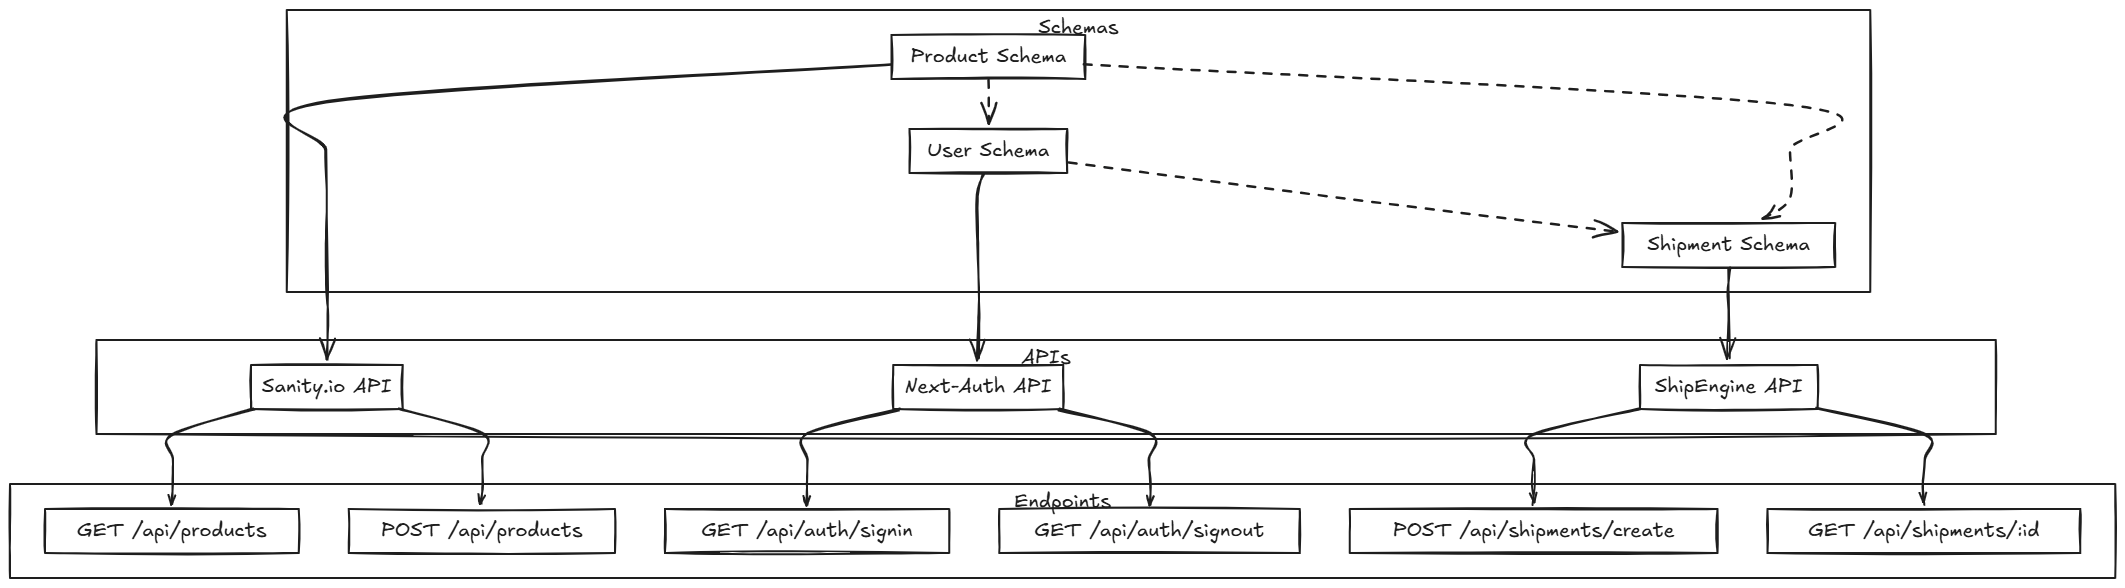 Schemas
Product Schema
User Schema
Shipment Schema
APIs
Sanity.io API
Next-Auth API
ShipEngine API
Endpoints
GET /api/products
POST /api/products
GET /api/auth/signin
GET /api/auth/signout
POST /api/shipments/create
GET /api/shipments/:id